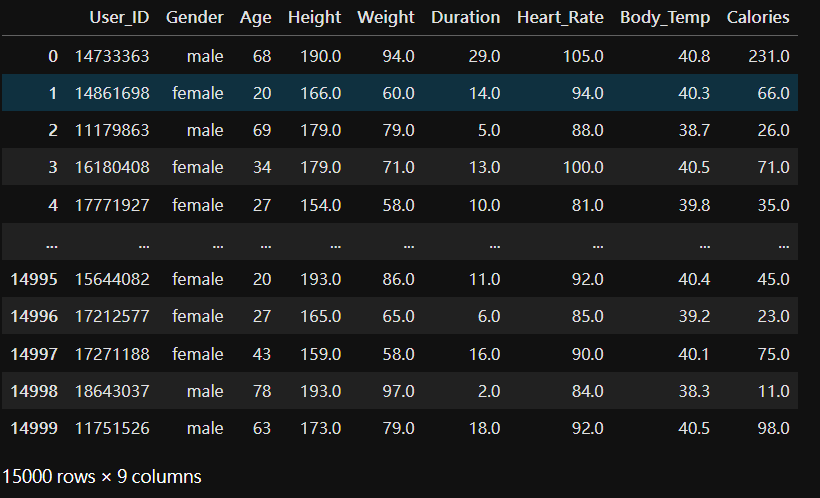 User_ID Gender Age Height Weight Duration Heart_Rate Body_Temp Calories
0 14733363 male 68 190.0 94.0 29.0 105.0 40.8 231.0
1 14861698 female 20 166.0 60.0 14.0 94.0 40.3 66.0
2 11179863 male 69 179.0 79.0 5.0 88.0 38.7 26.0
3 16180408 female 34 179.0 71.0 13.0 100.0 40.5 71.0
4 17771927 female 27 154.0 58.0 10.0 81.0 39.8 35.0
... ... ... ... ... ... ... ... ... ...
14995 15644082 female 20 193.0 86.0 11.0 92.0 40.4 45.0
14996 17212577 female 27 165.0 65.0 6.0 85.0 39.2 23.0
14997 17271188 female 43 159.0 58.0 16.0 90.0 40.1 75.0
14998 18643037 male 78 193.0 97.0 2.0 84.0 38.3 11.0
14999 11751526 male 63 173.0 79.0 18.0 92.0 40.5 98.0
15000 rows × 9 columns